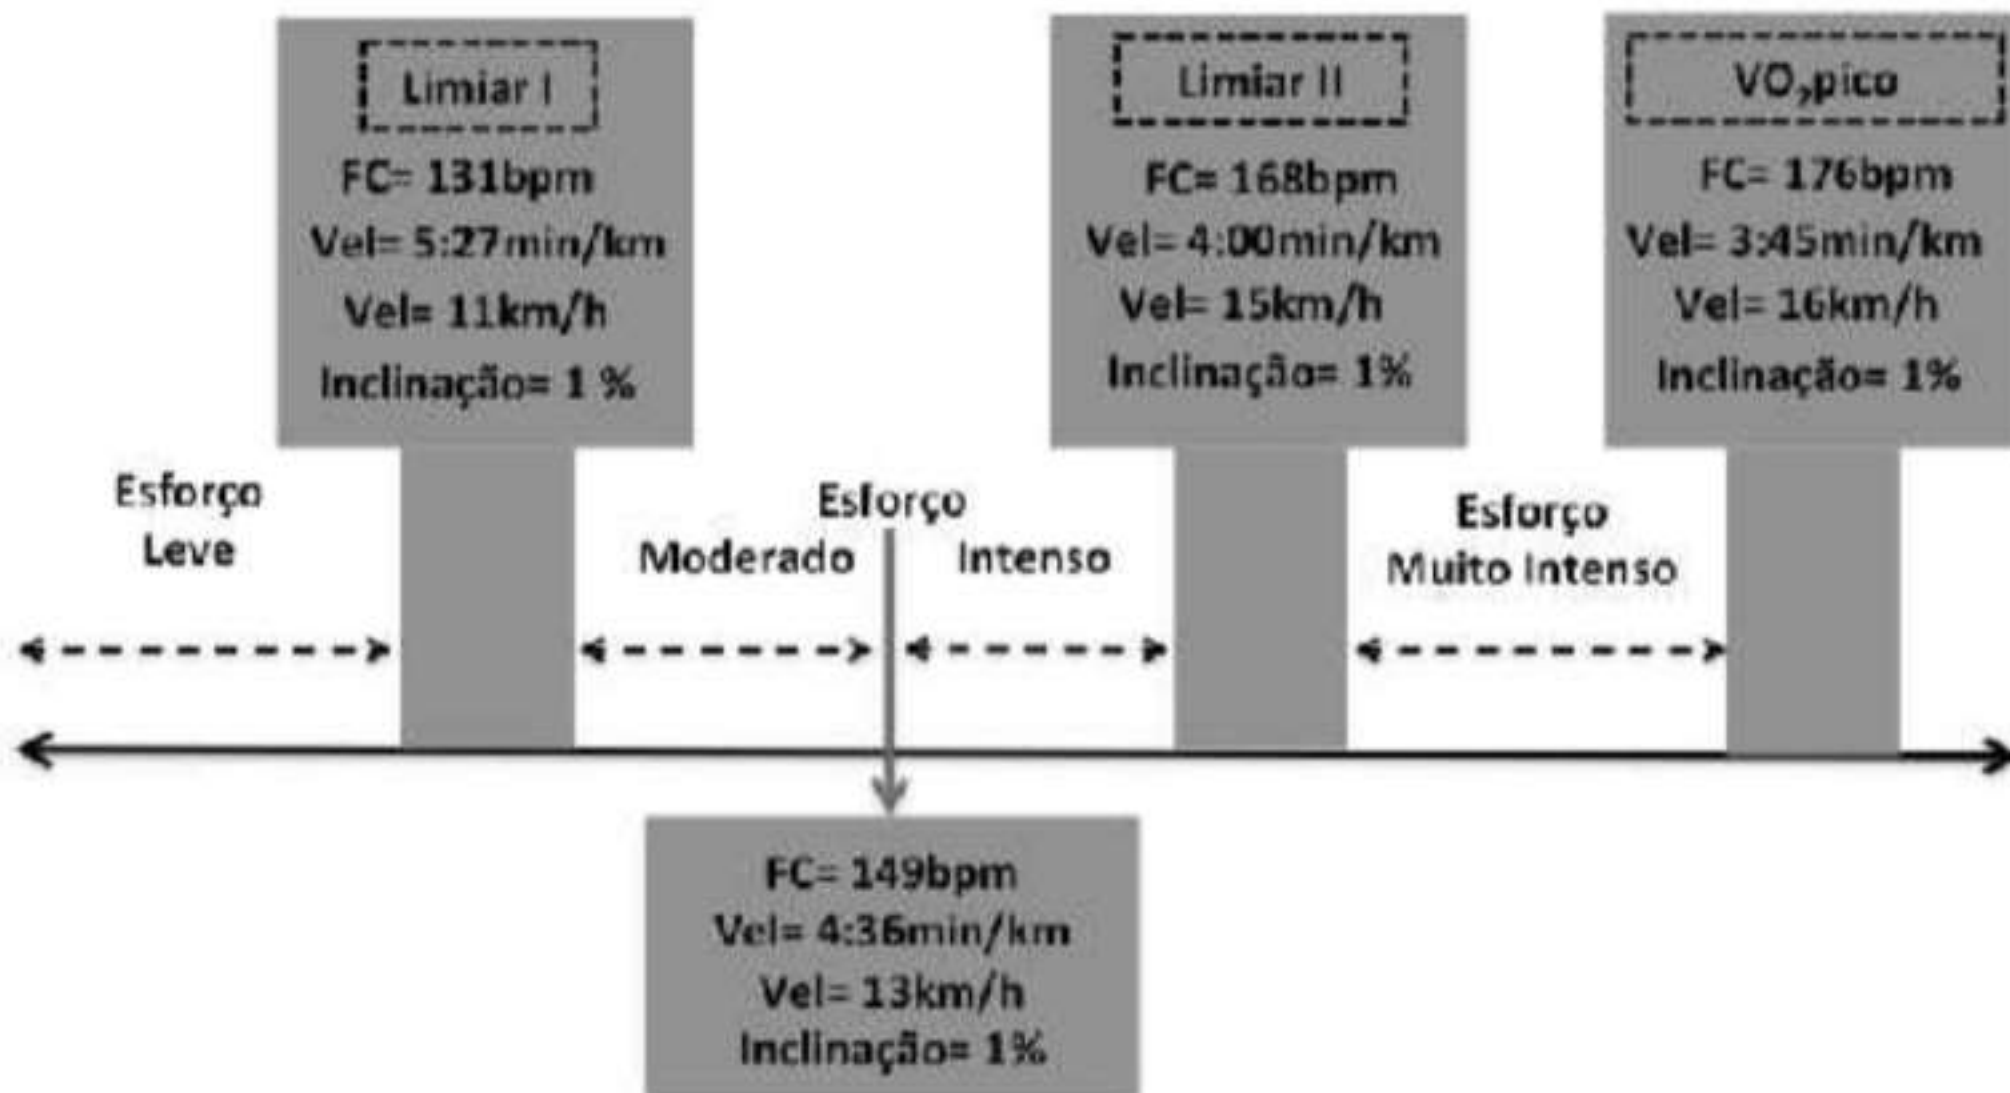 Limiar I
FC= 131bpm
Vel= 5:27min/km
Vel= 11km/h
Inclinação= 1 %
Limiar II
FC= 168bpm
Vel= 4:00min/km
Vel= 15km/h
Inclinação= 1%
VO₂pico
FC= 176bpm
Vel= 3:45min/km
Vel= 16km/h
Inclinação= 1%
Esforço
Leve
Esforço
Moderado Intenso
Esforço
Muito Intenso
FC= 149bpm
Vel= 4:36min/km
Vel= 13km/h
Inclinação= 1%